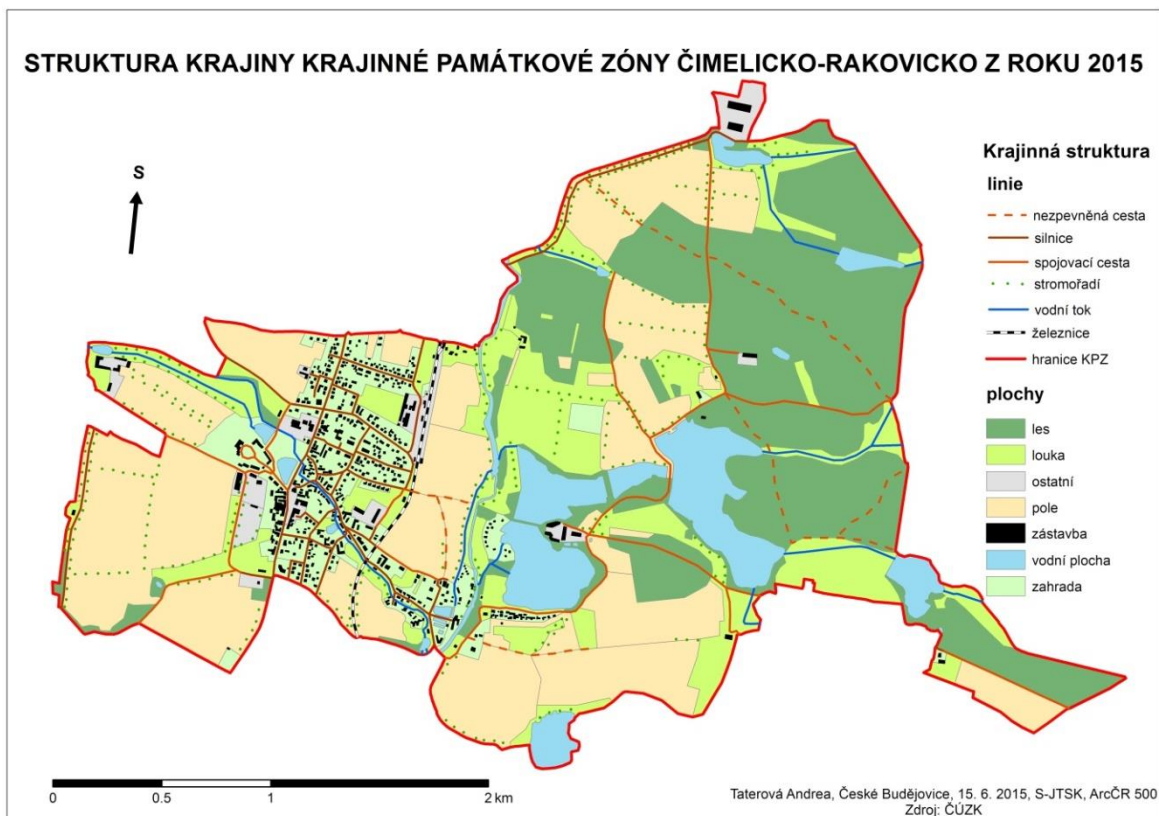 STRUKTURA KRAJINY KRAJINNÉ PAMÁTKOVÉ ZÓNY ČIMELICKO-RAKOVICKO Z ROKU 2015
S
Krajinná struktura
linie
nezpevněná cesta
silnice
spojovací cesta
stromořadí
vodní tok
železnice
hranice KPZ
plochy
les
louka
ostatní
pole
zástavba
vodní plocha
zahrada
0 0.5 1 2 km
Taterová Andrea, České Budějovice, 15. 6. 2015, S-JTSK, ArcČR 500
Zdroj: ČÚZK